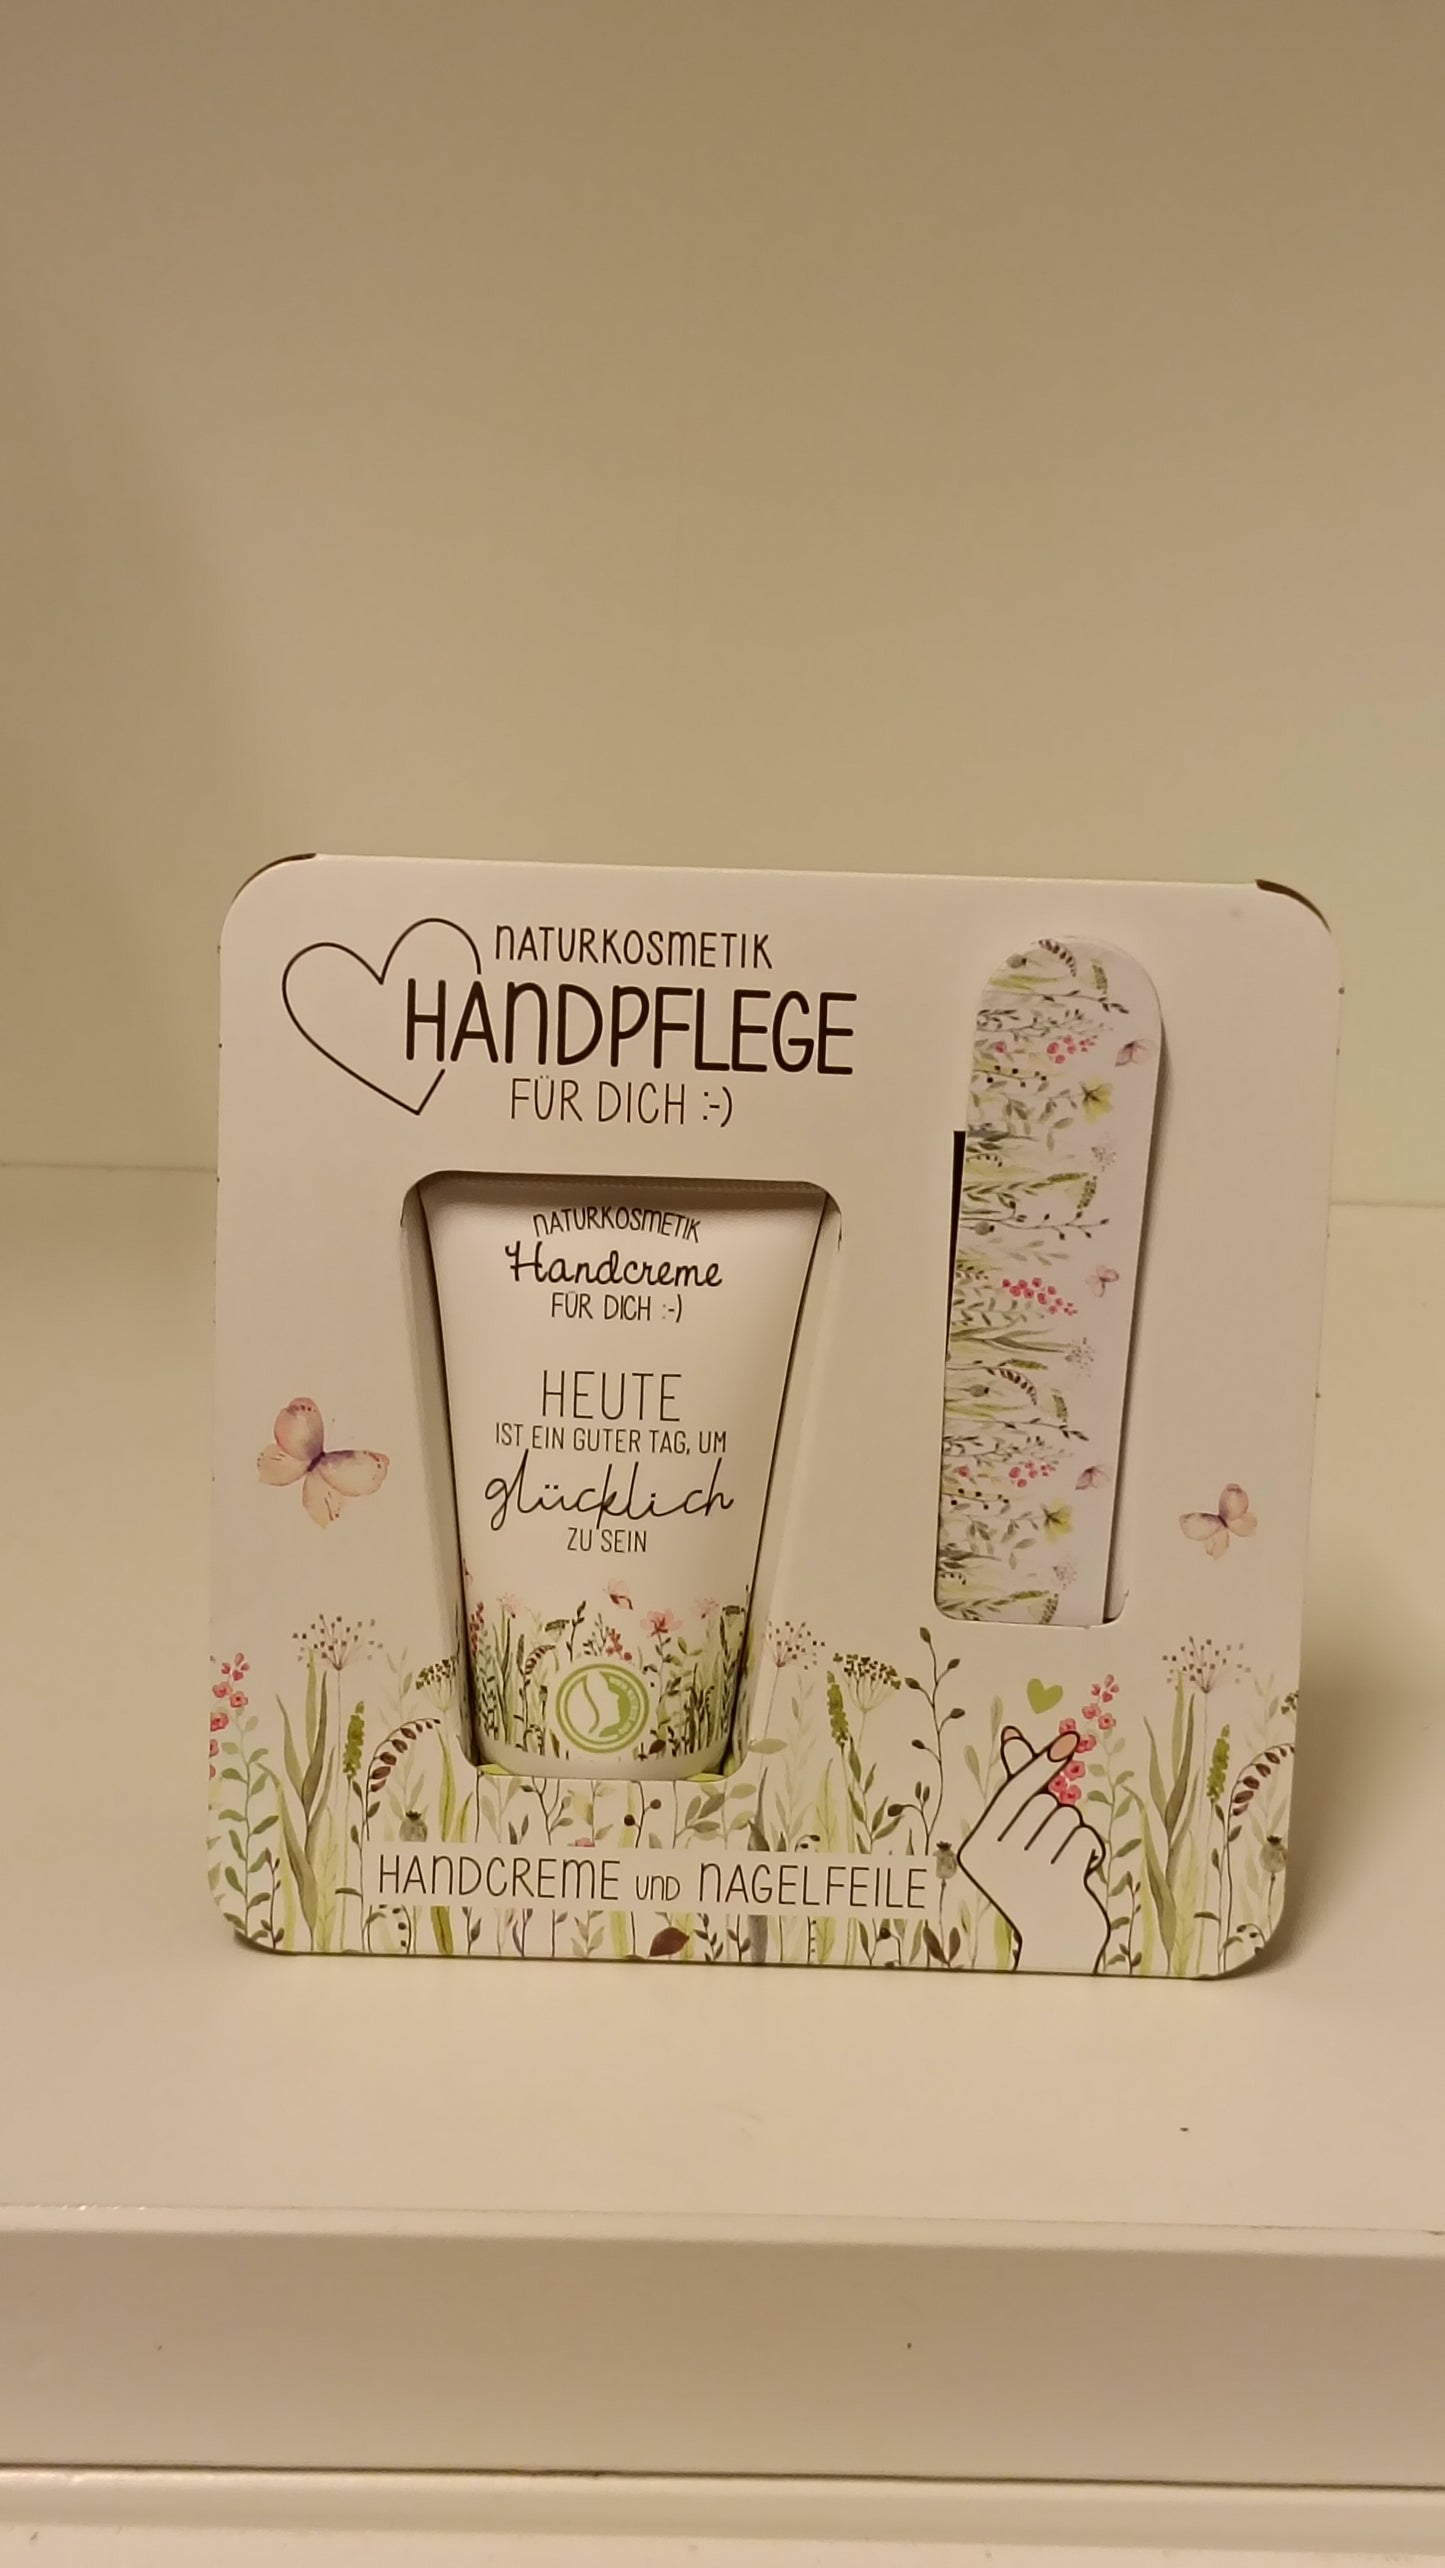 NATURKOSMETIK
HANDPFLEGE
FÜR DICH :-)
NATURKOSMETIK
Handcreme
FÜR DICH :-)
HEUTE
IST EIN GUTER TAG, UM
glücklich
ZU SEIN
HANDCREME UND NAGELFEILE